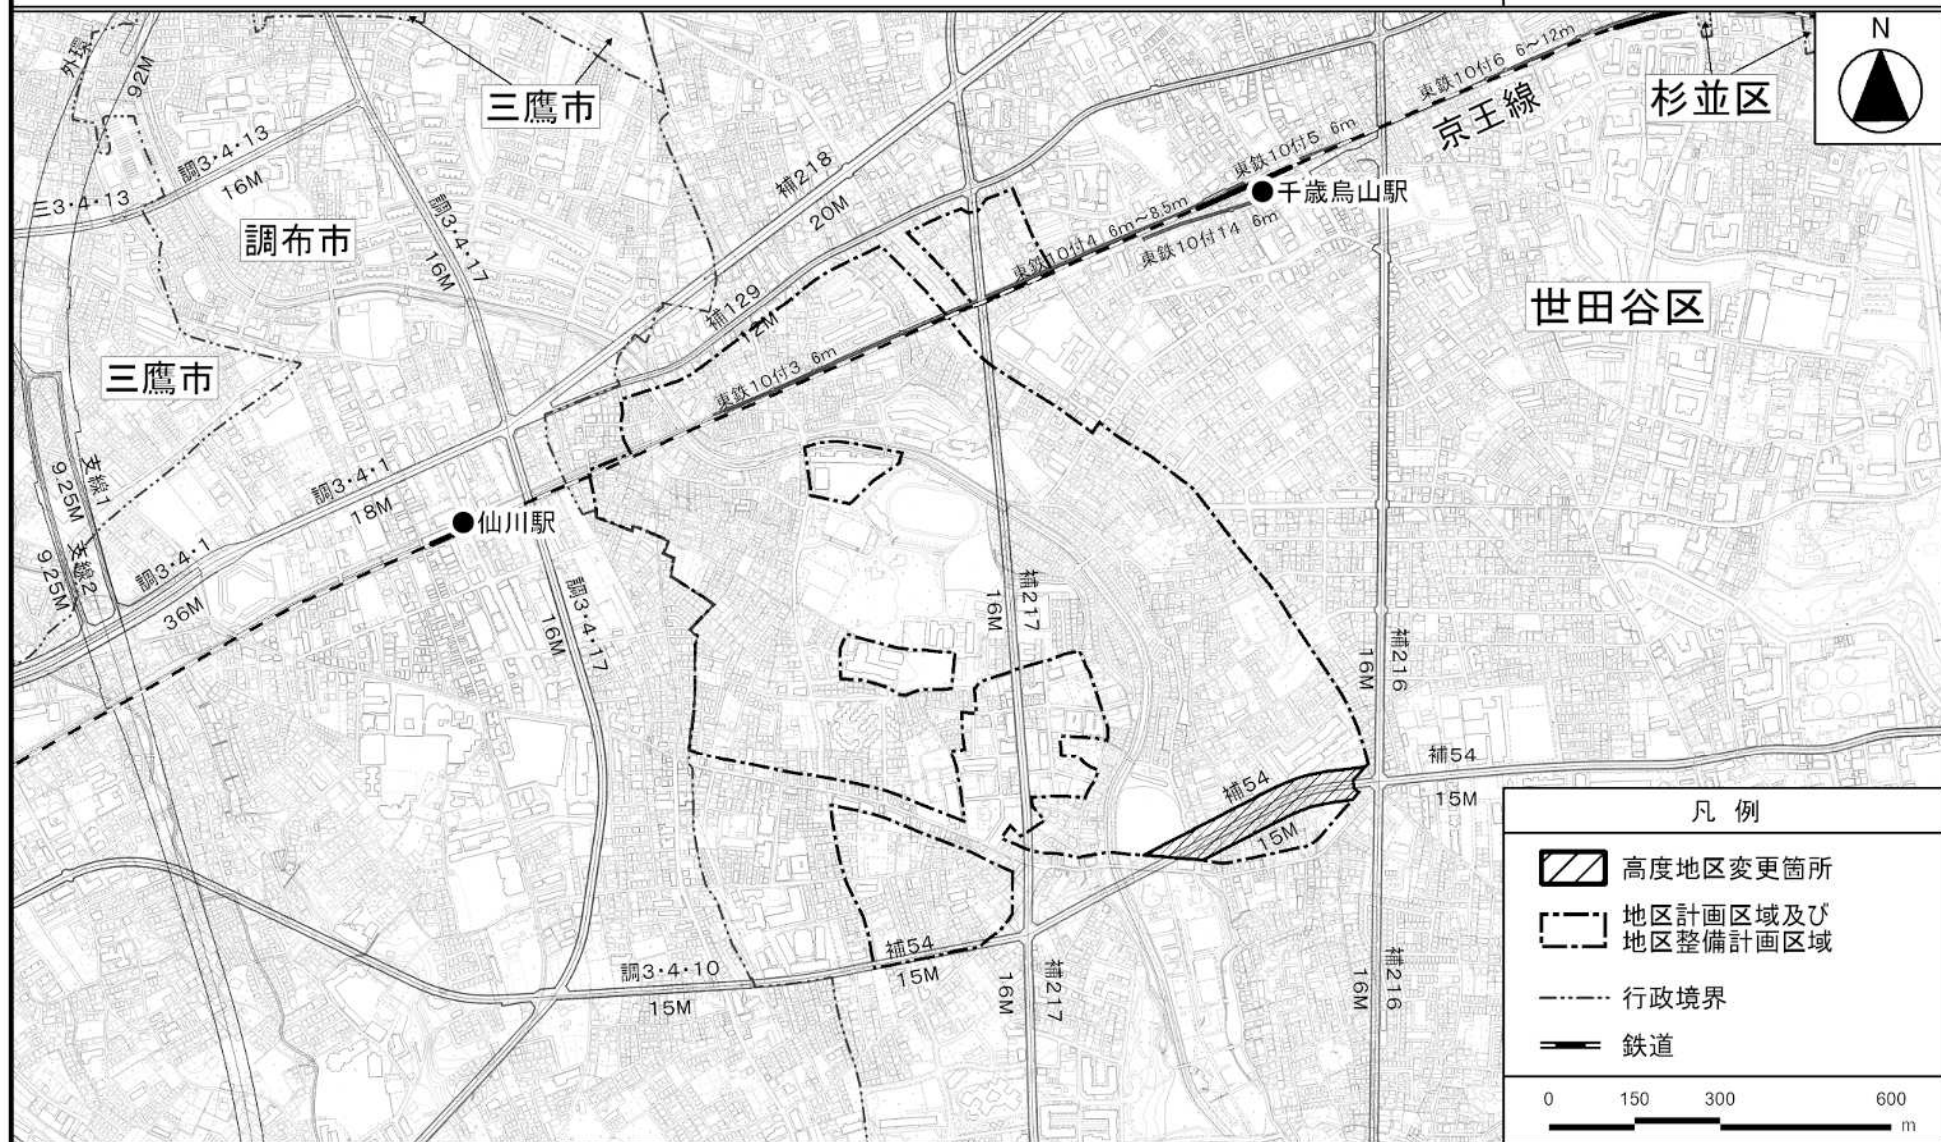 N
外環
92M
三鷹市
東鉄10付6 6～12m
京王線
杉並区
調3・4・13
16M
三3・4・13
補218
20M
東鉄10付5 6m
千歳烏山駅
調布市
調3・4・17
16M
東鉄10付4 6m～8.5m
東鉄10付14 6m
補129
12M
世田谷区
三鷹市
東鉄10付3 6m
支線1
9.25M
調3・4・1
18M
仙川駅
支線2
9.25M
調3・4・1
36M
調3・4・17
16M
補217
16M
補216
16M
補54
15M
補54
15M
補54
15M
調3・4・10
15M
補217
16M
補216
16M
凡 例
高度地区変更箇所
地区計画区域及び
地区整備計画区域
行政境界
鉄道
0 150 300 600
m